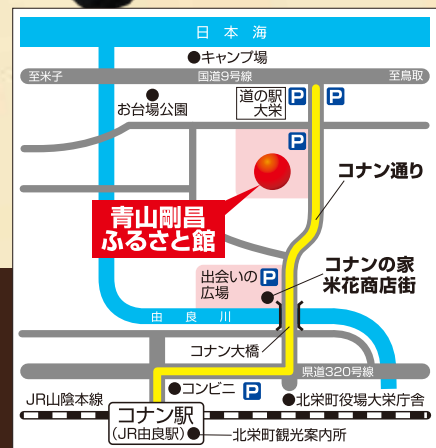 日本海
キャンプ場
至米子
国道9号線
至鳥取
お台場公園
道の駅
大栄
P
P
P
コナン通り
青山剛昌
ふるさと館
出会いの
広場
P
コナンの家
米花商店街
由良川
コナン大橋
県道320号線
コンビニ
P
JR山陰本線
北栄町役場大栄庁舎
コナン駅
(JR由良駅)
北栄町観光案内所